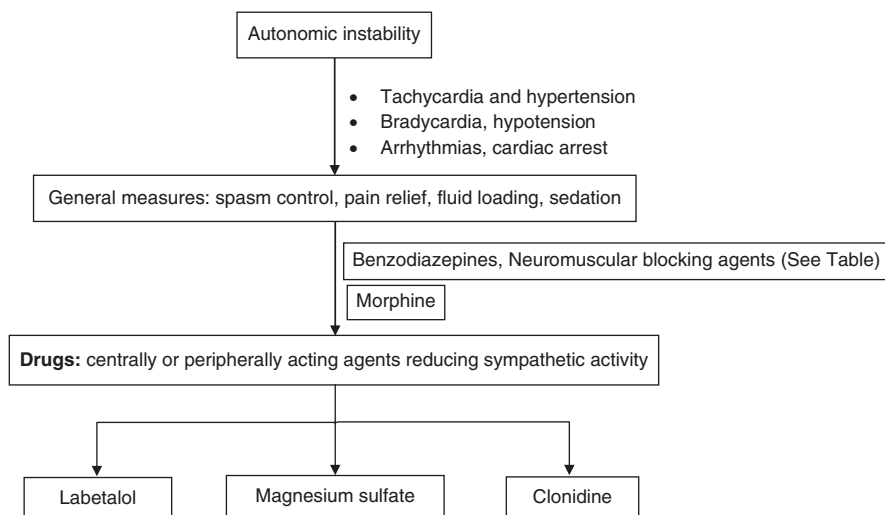 Autonomic instability
• Tachycardia and hypertension
• Bradycardia, hypotension
• Arrhythmias, cardiac arrest
General measures: spasm control, pain relief, fluid loading, sedation
Benzodiazepines, Neuromuscular blocking agents (See Table)
Morphine
Drugs: centrally or peripherally acting agents reducing sympathetic activity
Labetalol
Magnesium sulfate
Clonidine